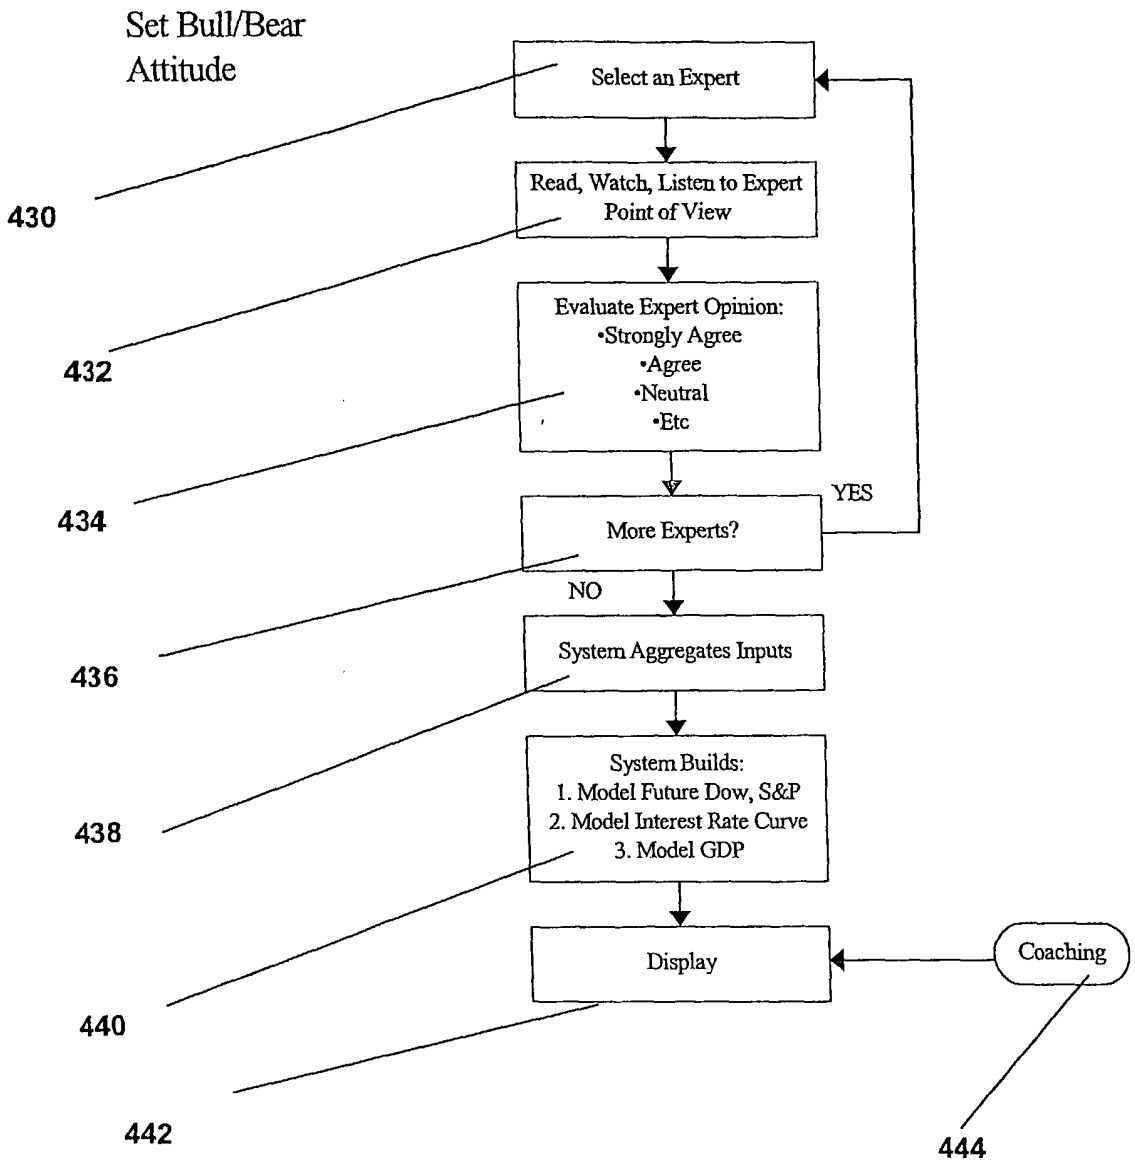 Set Bull/Bear
Attitude
Select an Expert
430
Read, Watch, Listen to Expert
Point of View
432
Evaluate Expert Opinion:
•Strongly Agree
•Agree
•Neutral
•Etc
434
YES
More Experts?
NO
436
System Aggregates Inputs
438
System Builds:
1. Model Future Dow, S&P
2. Model Interest Rate Curve
3. Model GDP
440
Display
Coaching
442
444